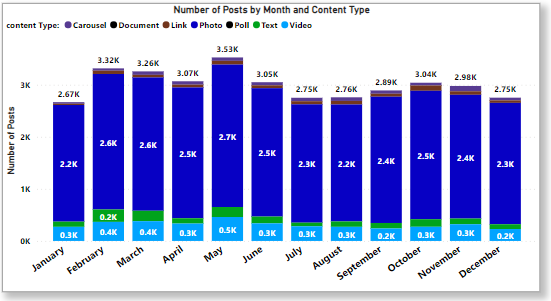 Number of Posts by Month and Content Type
content Type: Carousel Document Link Photo Poll Text Video
3.53K
3.32K
3.26K
3.07K
3.05K
3.04K
2.98K
2.89K
2.67K
2.75K
2.76K
2.75K
3K
2K
1K
0K
Number of Posts
2.2K
2.6K
2.6K
2.5K
2.7K
2.5K
2.3K
2.2K
2.4K
2.5K
2.4K
2.3K
0.2K
0.3K
0.4K
0.4K
0.3K
0.5K
0.3K
0.3K
0.3K
0.2K
0.3K
0.3K
0.2K
January
February
March
April
May
June
July
August
September
October
November
December